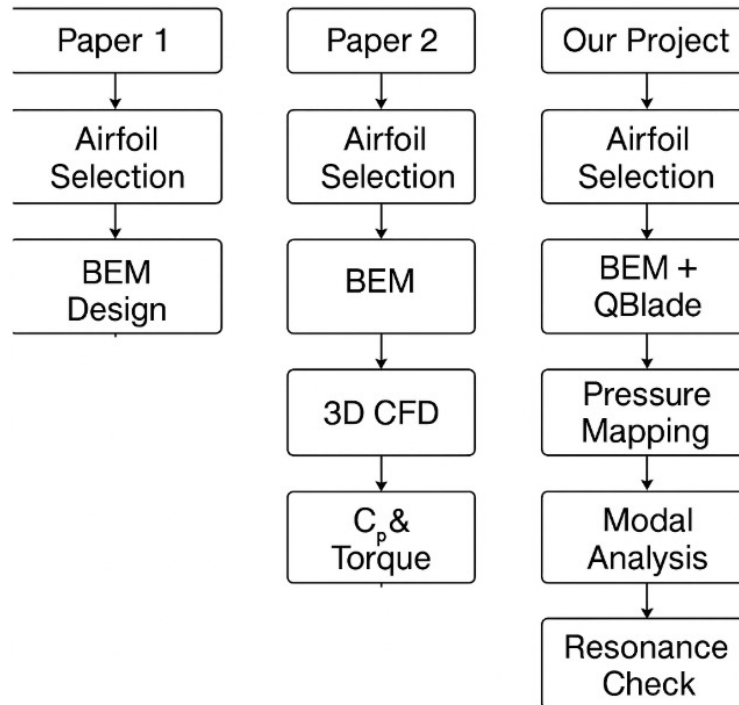 Paper 1
Airfoil
Selection
BEM
Design
Paper 2
Airfoil
Selection
BEM
3D CFD
Cp &
Torque
Our Project
Airfoil
Selection
BEM +
QBlade
Pressure
Mapping
Modal
Analysis
Resonance
Check